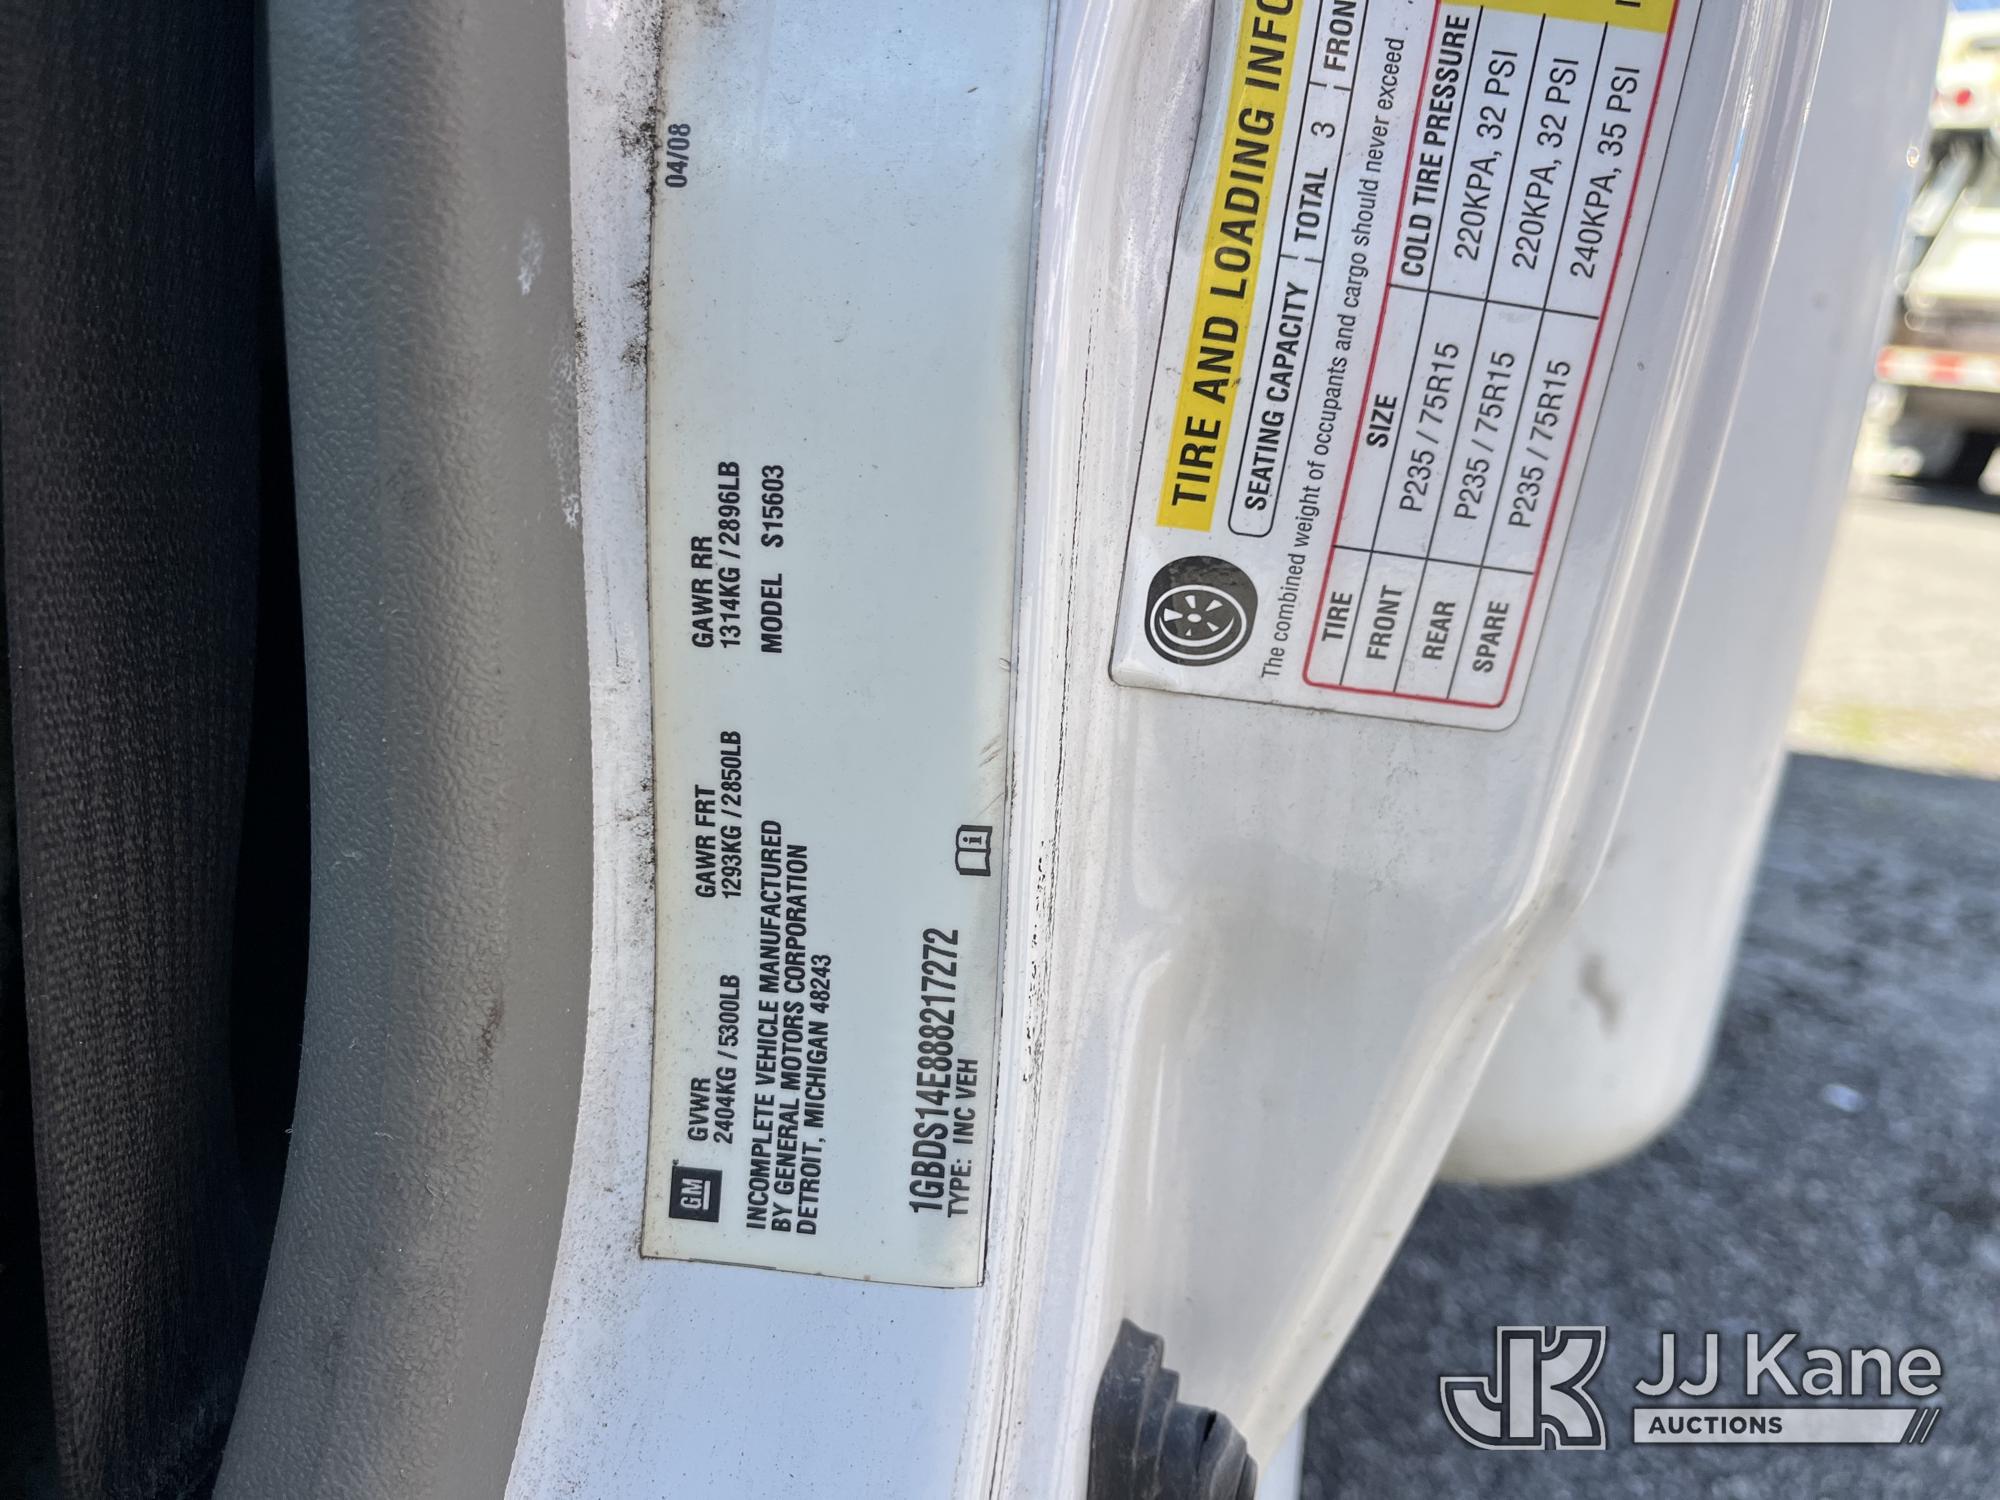 04/08
GM
GVWR GAWR FRT GAWR RR
2404KG / 5300LB 1293KG / 2850LB 1314KG / 2896LB
INCOMPLETE VEHICLE MANUFACTURED MODEL S15603
BY GENERAL MOTORS CORPORATION
DETROIT, MICHIGAN 48243
1GBDS14E888217272
TYPE: INC VEH
TIRE AND LOADING
SEATING CAPACITY TOTAL 3
The combined weight of occupants and cargo should never exceed
TIRE SIZE COLD TIRE PRESSURE
FRONT P235 / 75R15 220KPA, 32 PSI
REAR P235 / 75R15 220KPA, 32 PSI
SPARE P235 / 75R15 240KPA, 35 PSI
JK JJ Kane
AUCTIONS